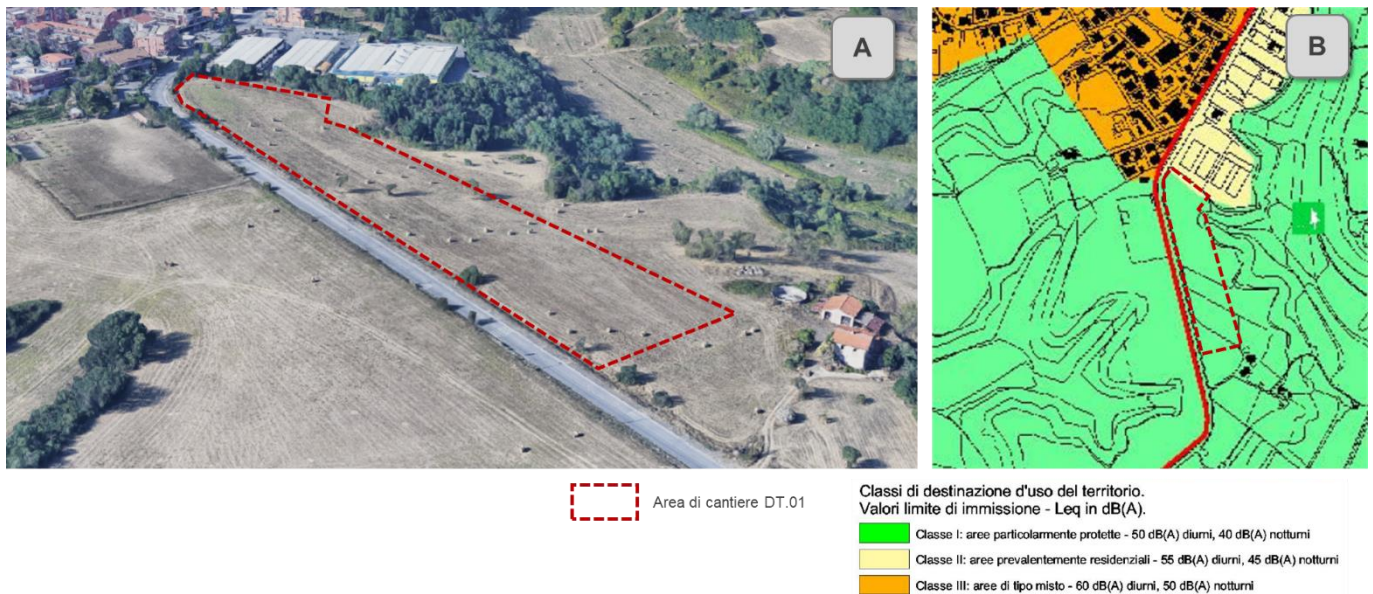 A
B
Area di cantiere DT.01
Classi di destinazione d'uso del territorio.
Valori limite di immissione - Leq in dB(A).
Classe I: aree particolarmente protette - 50 dB(A) diurni, 40 dB(A) notturni
Classe II: aree prevalentemente residenziali - 55 dB(A) diurni, 45 dB(A) notturni
Classe III: aree di tipo misto - 60 dB(A) diurni, 50 dB(A) notturni